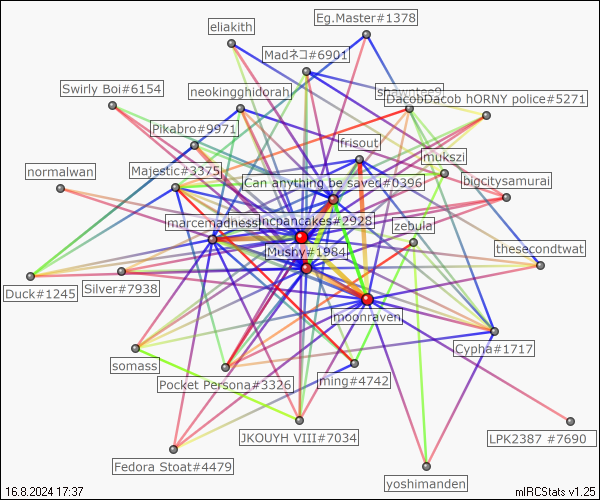 Eg.Master#1378
eliakith
Madネコ#6901
Swirly Boi#6154
neokingghidorah
shawntee9
DacobDacob hORNY police#5271
Pikabro#9971
frisout
mukszi
normalwan
Majestic#3375
Can anything be saved#0396
bigcitysamurai
marcemadness
ncpancakes#2928
zebula
Mushy#1984
thesecondtwat
Duck#1245
Silver#7938
moonraven
Cypha#1717
somass
Pocket Persona#3326
ming#4742
JKOUYH VIII#7034
LPK2387 #7690
Fedora Stoat#4479
yoshimanden
16.8.2024 17:37
mIRCStats v1.25